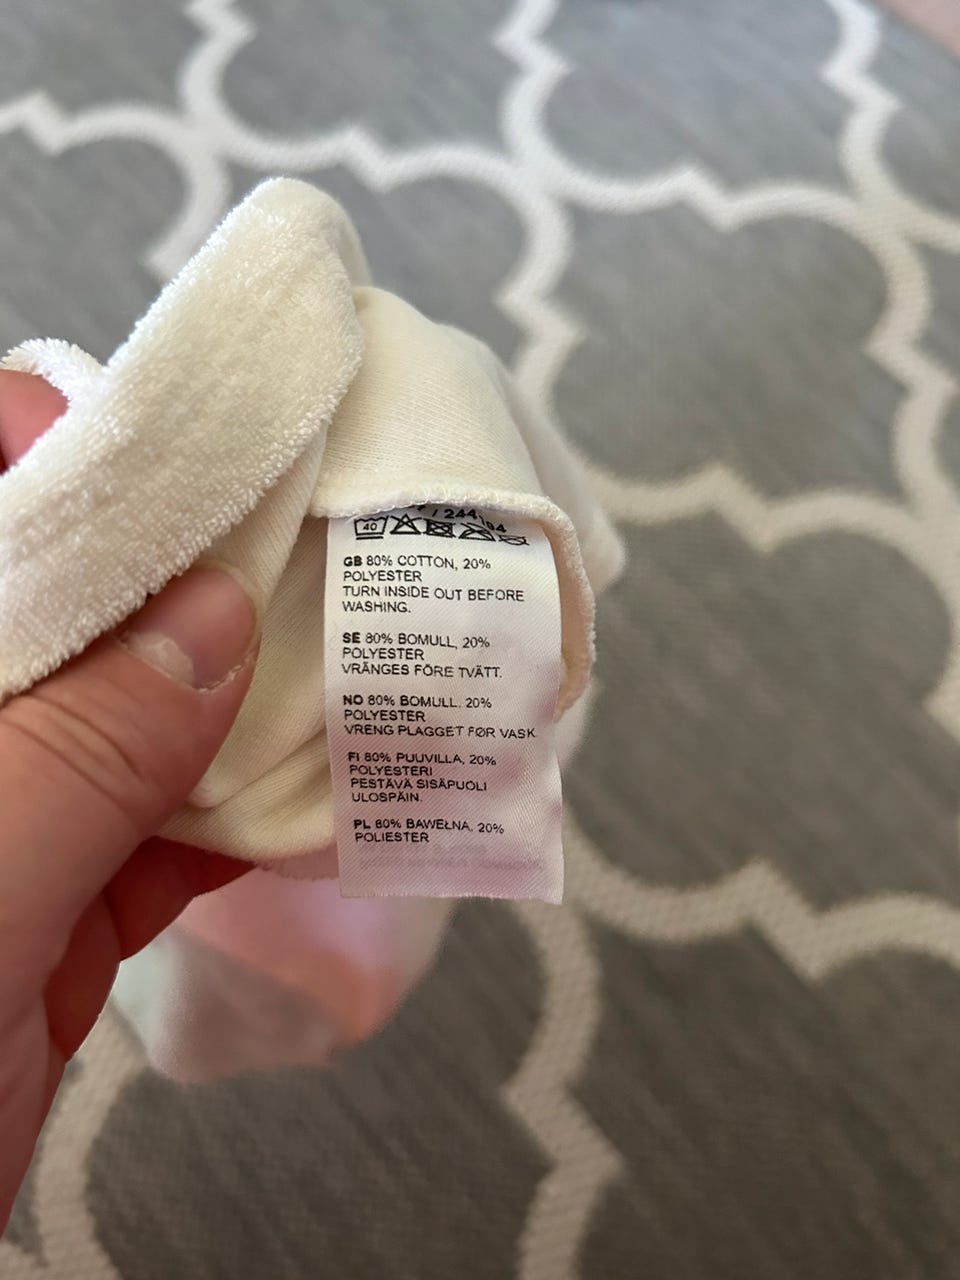 / 244194
40
GB 80% COTTON, 20%
POLYESTER
TURN INSIDE OUT BEFORE
WASHING.
SE 80% BOMULL, 20%
POLYESTER
VRÄNGES FÖRE TVÄTT.
NO 80% BOMULL, 20%
POLYESTER
VRENG PLAGGET FØR VASK.
FI 80% PUUVILLA, 20%
POLYESTERI
PESTÄVÄ SISÄPUOLI
ULOSPÄIN.
PL 80% BAWEŁNA, 20%
POLIESTER